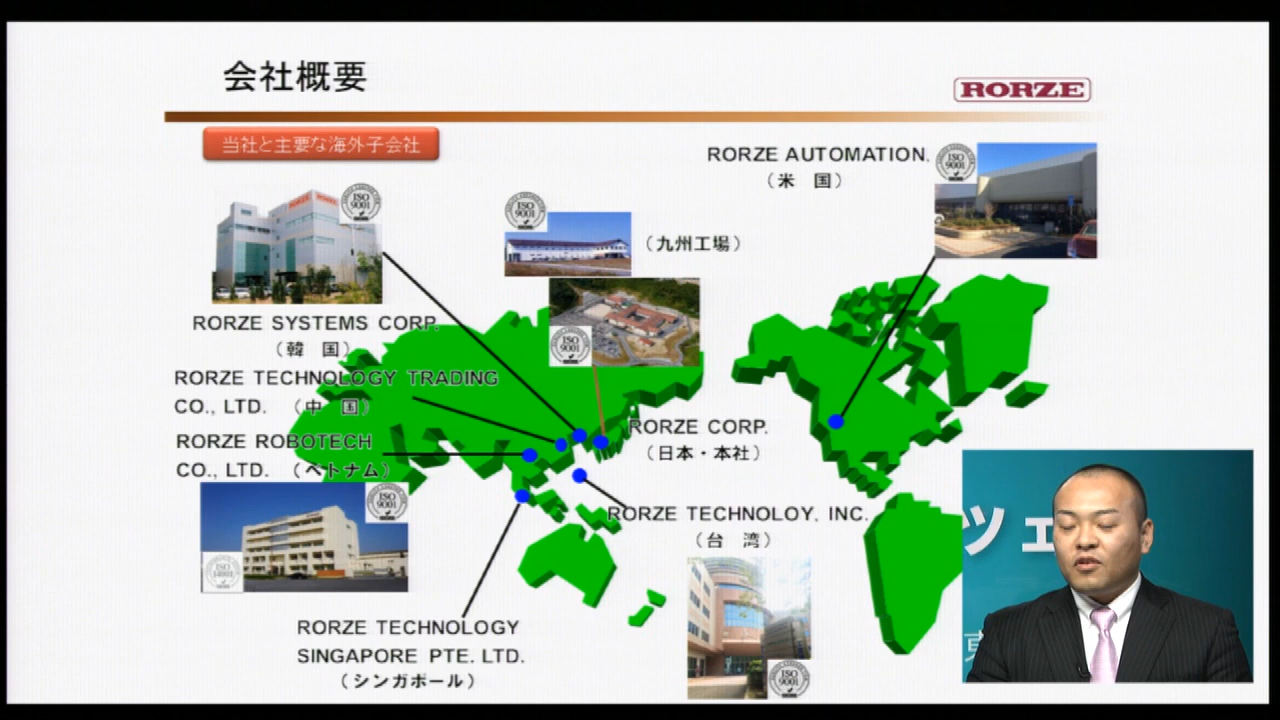 会社概要
RORZE
当社と主要な海外子会社
RORZE AUTOMATION,
（米　国）
ISO
9001
ISO
9001
ISO
9001
（九州工場）
ISO
9001
RORZE SYSTEMS CORP.
（韓　国）
RORZE TECHNOLOGY TRADING
CO., LTD. （中　国）
RORZE ROBOTECH
CO., LTD. （ベトナム）
RORZE CORP.
（日本・本社）
ISO
9001
ISO
14001
RORZE TECHNOLOY, INC.
（台　湾）
ISO
9001
RORZE TECHNOLOGY
SINGAPORE PTE. LTD.
（シンガポール）
ツェ
東